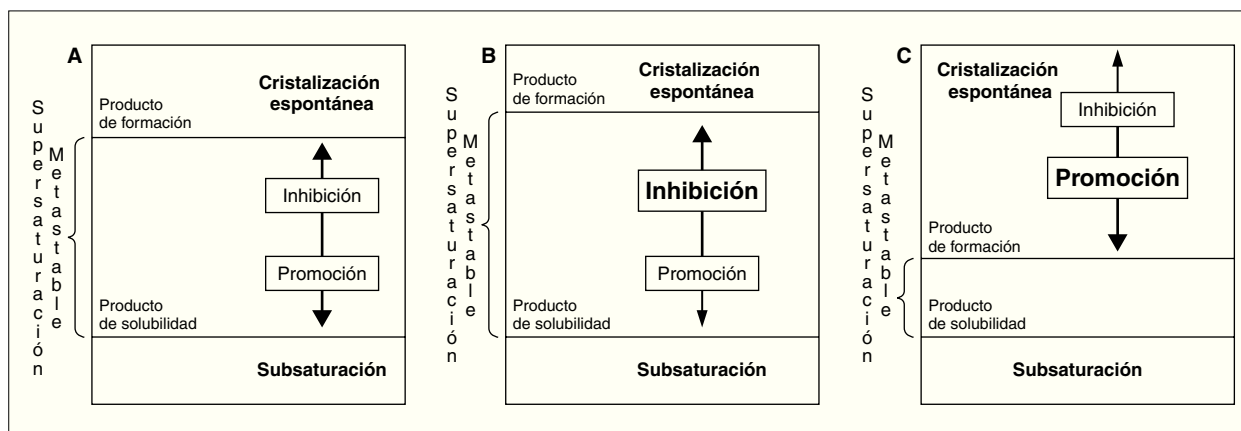 A
Supersaturación
Metastable
Producto
de formación
Cristalización
espontánea
Inhibición
Promoción
Producto
de solubilidad
Subsaturación
B
Supersaturación
Metastable
Producto
de formación
Cristalización
espontánea
Inhibición
Promoción
Producto
de solubilidad
Subsaturación
C
Supersaturación
Metastable
Cristalización
espontánea
Inhibición
Promoción
Producto
de formación
Producto
de solubilidad
Subsaturación